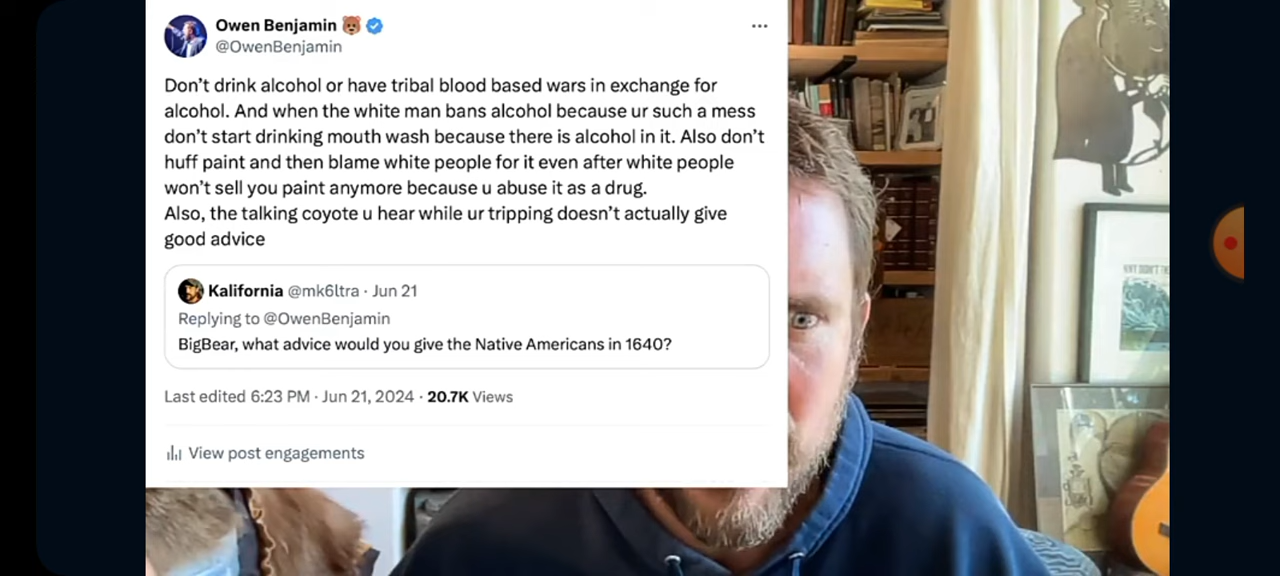 Owen Benjamin 🐻
@OwenBenjamin
Don’t drink alcohol or have tribal blood based wars in exchange for
alcohol. And when the white man bans alcohol because ur such a mess
don’t start drinking mouth wash because there is alcohol in it. Also don’t
huff paint and then blame white people for it even after white people
won’t sell you paint anymore because u abuse it as a drug.
Also, the talking coyote u hear while ur tripping doesn’t actually give
good advice
Kalifornia @mk6ltra · Jun 21
Replying to @OwenBenjamin
BigBear, what advice would you give the Native Americans in 1640?
Last edited 6:23 PM · Jun 21, 2024 · 20.7K Views
View post engagements